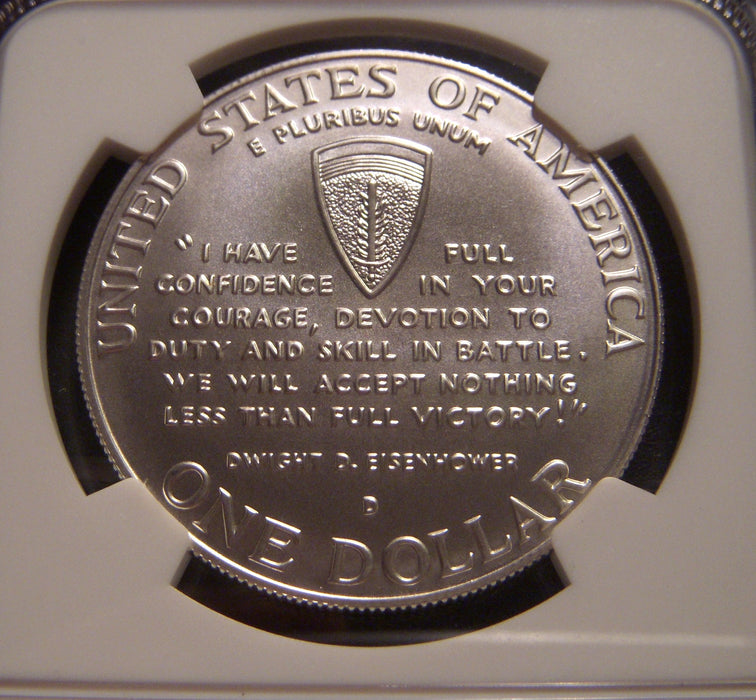 UNITED STATES OF AMERICA
E PLURIBUS UNUM
"I HAVE FULL
CONFIDENCE IN YOUR
COURAGE, DEVOTION TO
DUTY AND SKILL IN BATTLE.
WE WILL ACCEPT NOTHING
LESS THAN FULL VICTORY!"
DWIGHT D. EISENHOWER
D
ONE DOLLAR